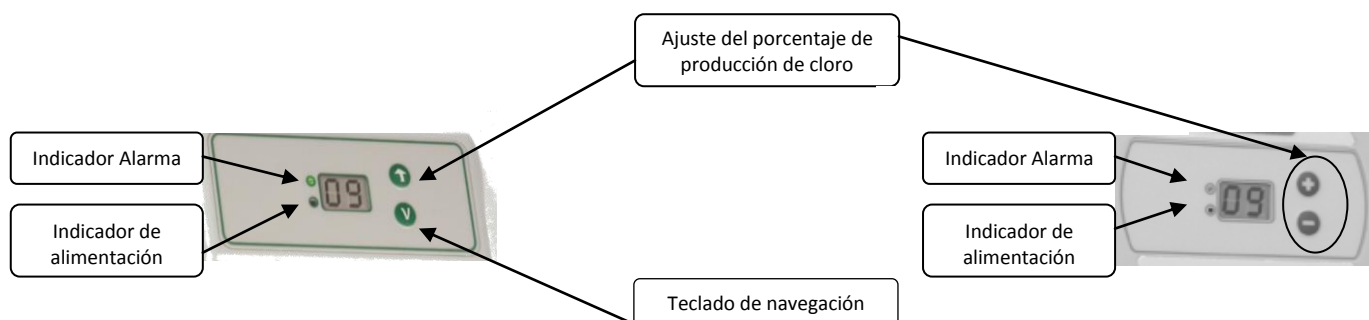 Ajuste del porcentaje de
producción de cloro
Indicador Alarma
09
Indicador de
alimentación
Indicador Alarma
09
Indicador de
alimentación
Teclado de navegación